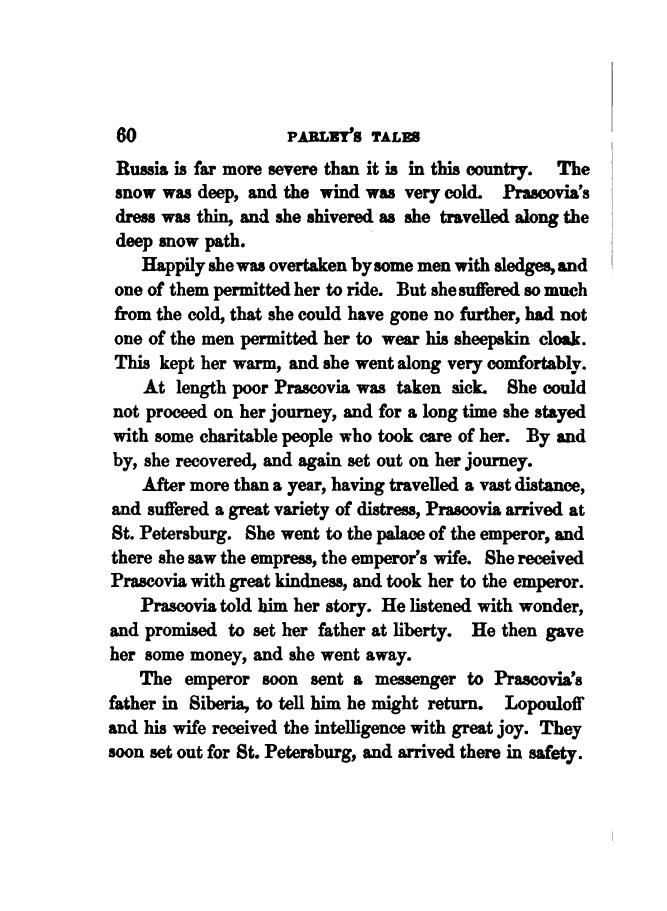 60 PARLEY'S TALES
Russia is far more severe than it is in this country. The
snow was deep, and the wind was very cold. Prascovia's
dress was thin, and she shivered as she travelled along the
deep snow path.
Happily she was overtaken by some men with sledges, and
one of them permitted her to ride. But she suffered so much
from the cold, that she could have gone no further, had not
one of the men permitted her to wear his sheepskin cloak.
This kept her warm, and she went along very comfortably.
At length poor Prascovia was taken sick. She could
not proceed on her journey, and for a long time she stayed
with some charitable people who took care of her. By and
by, she recovered, and again set out on her journey.
After more than a year, having travelled a vast distance,
and suffered a great variety of distress, Prascovia arrived at
St. Petersburg. She went to the palace of the emperor, and
there she saw the empress, the emperor's wife. She received
Prascovia with great kindness, and took her to the emperor.
Prascovia told him her story. He listened with wonder,
and promised to set her father at liberty. He then gave
her some money, and she went away.
The emperor soon sent a messenger to Prascovia's
father in Siberia, to tell him he might return. Lopouloff
and his wife received the intelligence with great joy. They
soon set out for St. Petersburg, and arrived there in safety.